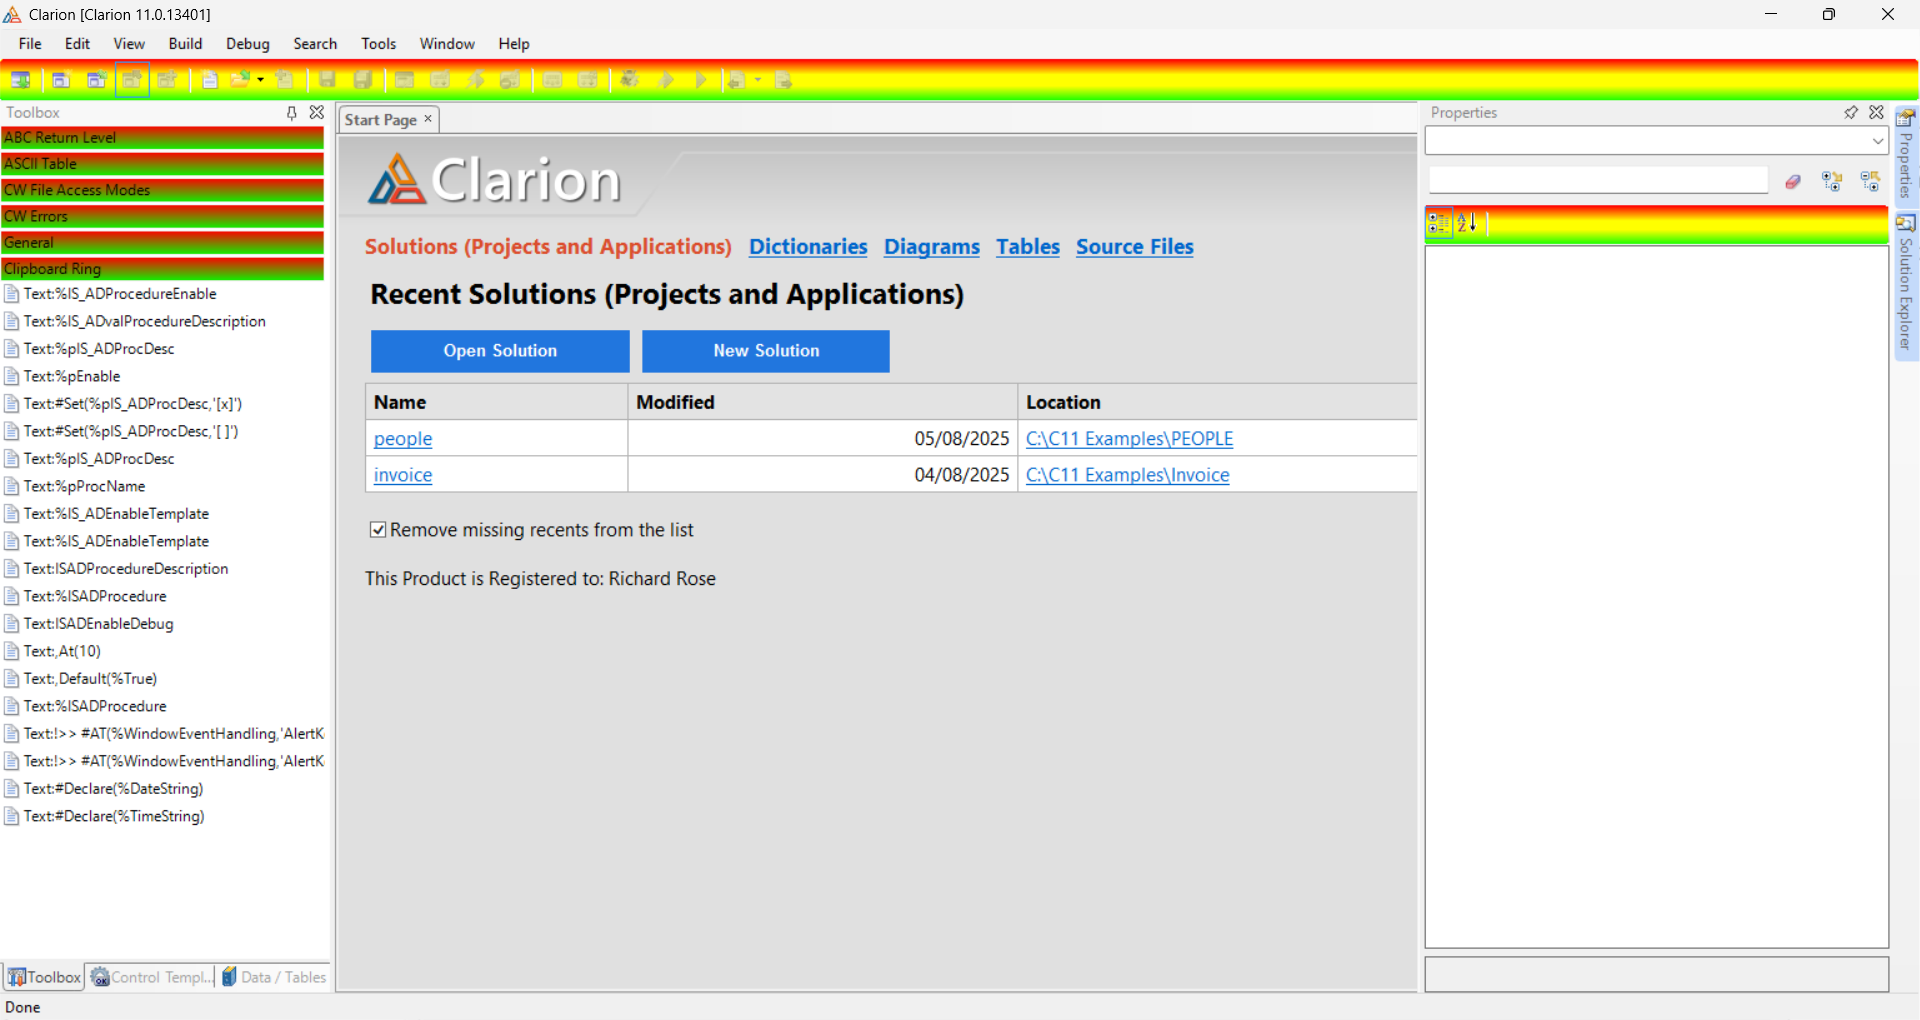 Clarion [Clarion 11.0.13401]
File Edit View Build Debug Search Tools Window Help
Toolbox
ABC Return Level
ASCII Table
CW File Access Modes
CW Errors
General
Clipboard Ring
Text:%IS_ADProcedureEnable
Text:%IS_ADvalProcedureDescription
Text:%pIS_ADProcDesc
Text:%pEnable
Text:#Set(%pIS_ADProcDesc,'[x]')
Text:#Set(%pIS_ADProcDesc,'[ ]')
Text:%pIS_ADProcDesc
Text:%pProcName
Text:%IS_ADEnableTemplate
Text:%IS_ADEnableTemplate
Text:ISADProcedureDescription
Text:%ISADProcedure
Text:ISADEnableDebug
Text:,At(10)
Text:,Default(%True)
Text:%ISADProcedure
Text:!>> #AT(%WindowEventHandling,'AlertK
Text:!>> #AT(%WindowEventHandling,'AlertK
Text:#Declare(%DateString)
Text:#Declare(%TimeString)
Toolbox Control Templ... Data / Tables
Done
Start Page
Clarion
Solutions (Projects and Applications) Dictionaries Diagrams Tables Source Files
Recent Solutions (Projects and Applications)
Open Solution New Solution
Name Modified Location
people 05/08/2025 C:\C11 Examples\PEOPLE
invoice 04/08/2025 C:\C11 Examples\Invoice
Remove missing recents from the list
This Product is Registered to: Richard Rose
Properties
Properties
Solution Explorer